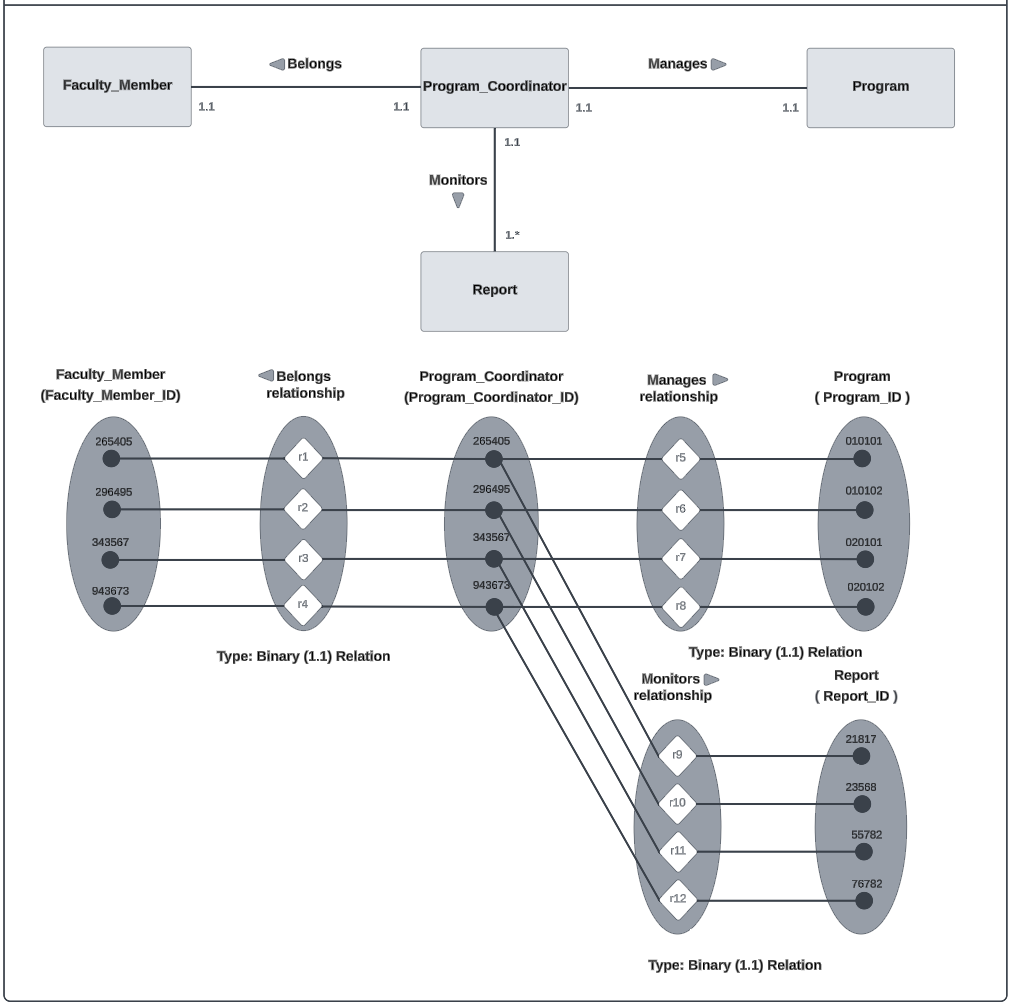 Belongs
Manages
Faculty_Member
Program_Coordinator
Program
1.1
1.1
1.1
1.1
1.1
Monitors
1.*
Report
Faculty_Member
(Faculty_Member_ID)
Belongs
relationship
Program_Coordinator
(Program_Coordinator_ID)
Manages
relationship
Program
( Program_ID )
265405
r1
265405
r5
010101
296495
r2
296495
r6
010102
343567
r3
343567
r7
020101
943673
r4
943673
r8
020102
Type: Binary (1.1) Relation
Type: Binary (1.1) Relation
Monitors
relationship
Report
( Report_ID )
r9
21817
r10
23568
r11
55782
r12
76782
Type: Binary (1.1) Relation